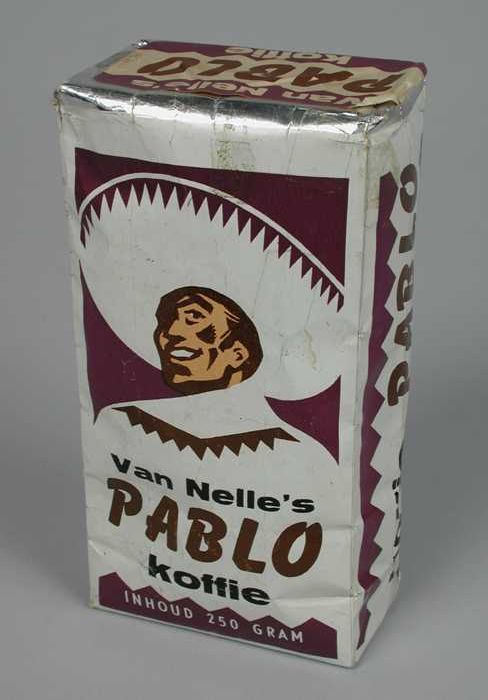 van Nelle's
PABLO
koffie
Van Nelle's
PABLO
koffie
INHOUD 250 GRAM
PABLO